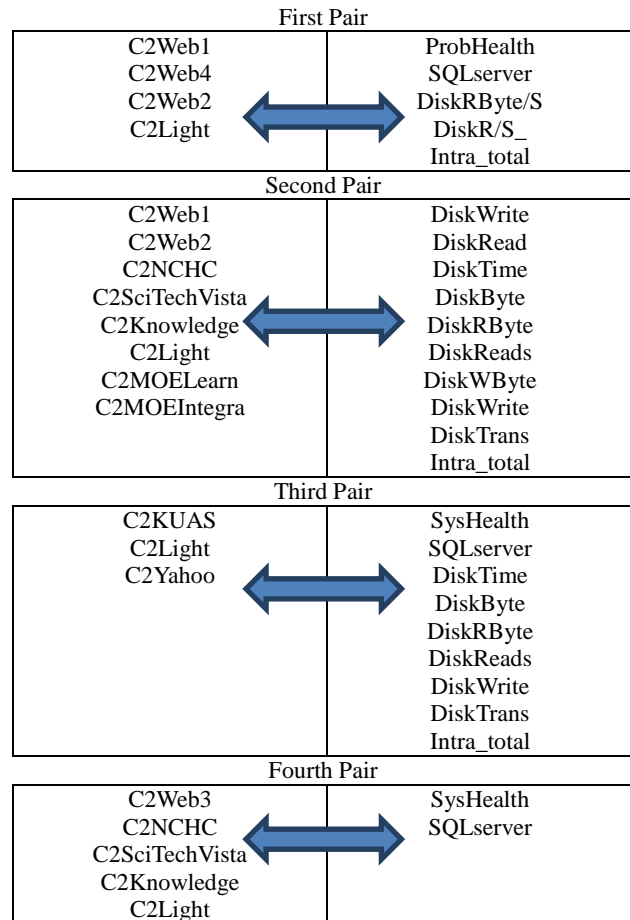 First Pair
C2Web1 ProbHealth
C2Web4 SQLserver
C2Web2 DiskRByte/S
C2Light DiskR/S_
Intra_total
Second Pair
C2Web1 DiskWrite
C2Web2 DiskRead
C2NCHC DiskTime
C2SciTechVista DiskByte
C2Knowledge DiskRByte
C2Light DiskReads
C2MOELearn DiskWByte
C2MOEIntegra DiskWrite
DiskTrans
Intra_total
Third Pair
C2KUAS SysHealth
C2Light SQLserver
C2Yahoo DiskTime
DiskByte
DiskRByte
DiskReads
DiskWrite
DiskTrans
Intra_total
Fourth Pair
C2Web3 SysHealth
C2NCHC SQLserver
C2SciTechVista
C2Knowledge
C2Light